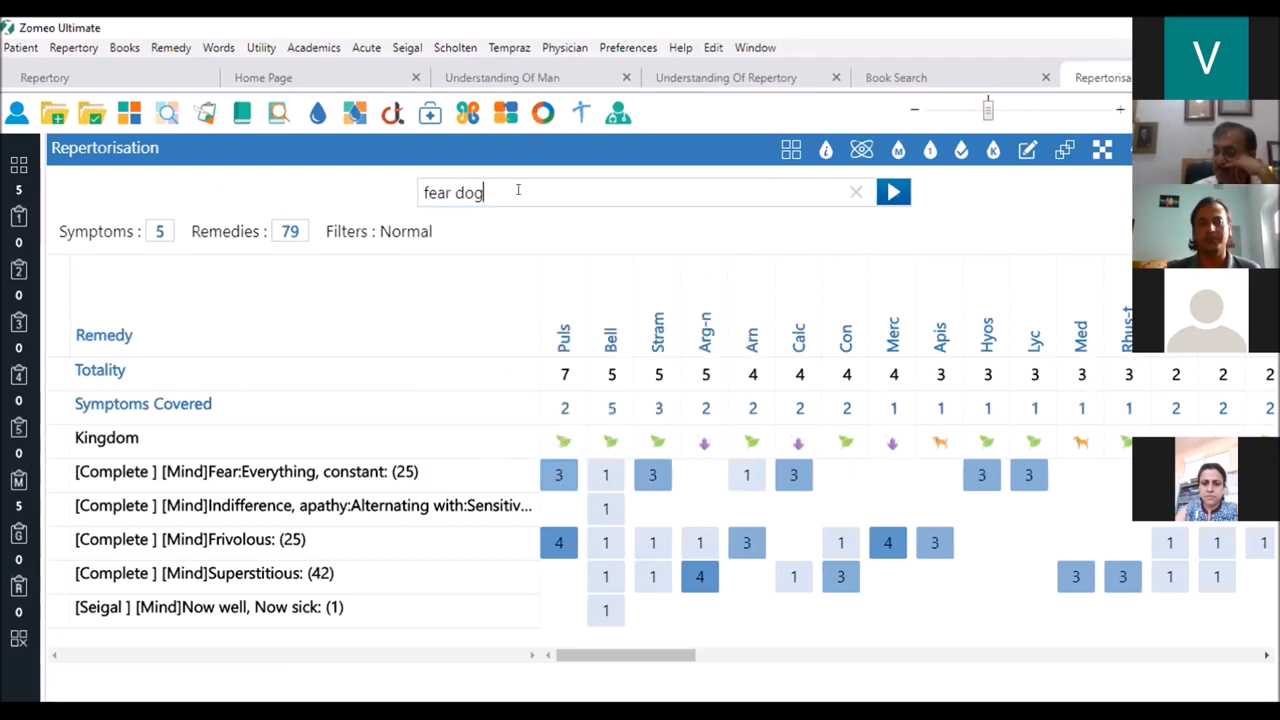 Zomeo Ultimate
Patient Repertory Books Remedy Words Utility Academics Acute Seigal Scholten Tempraz Physician Preferences Help Edit Window
Repertory Home Page Understanding Of Man Understanding Of Repertory Book Search Repertorisa
V
Repertorisation
fear dog
Symptoms : 5 Remedies : 79 Filters : Normal
Remedy Puls Bell Stram Arg-n Arn Calc Con Merc Apis Hyos Lyc Med Rhus-t
Totality 7 5 5 5 4 4 4 4 3 3 3 3 3 2 2 2
Symptoms Covered 2 5 3 2 2 2 2 1 1 1 1 1 1 2 2 2
Kingdom
[Complete ] [Mind]Fear:Everything, constant: (25) 3 1 3 1 3 3 3
[Complete ] [Mind]Indifference, apathy:Alternating with:Sensitiv... 1
[Complete ] [Mind]Frivolous: (25) 4 1 1 1 3 1 4 3 1 1 1
[Complete ] [Mind]Superstitious: (42) 1 1 4 1 3 3 3 1 1
[Seigal ] [Mind]Now well, Now sick: (1) 1
5
1
0
2
0
3
0
4
0
5
0
M
5
G
0
R
0